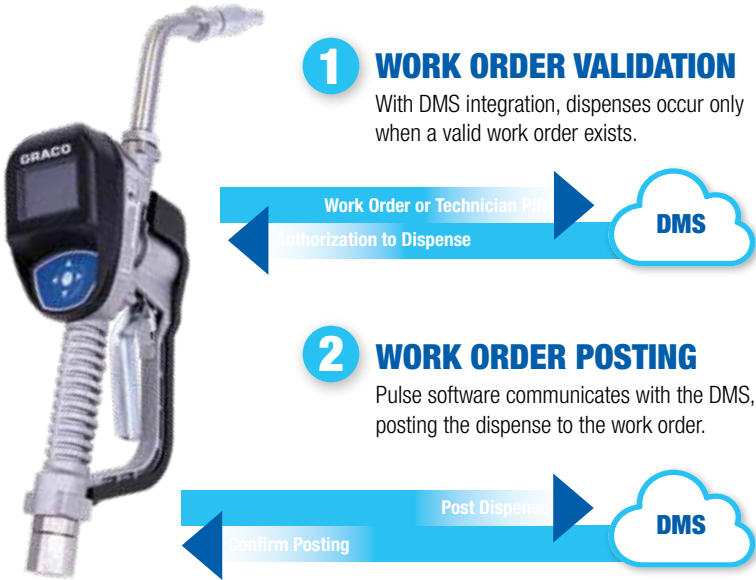 GRACO
1 WORK ORDER VALIDATION
With DMS integration, dispenses occur only
when a valid work order exists.
Work Order or Technician PIN
DMS
Authorization to Dispense
2 WORK ORDER POSTING
Pulse software communicates with the DMS,
posting the dispense to the work order.
Post Dispense
DMS
Confirm Posting